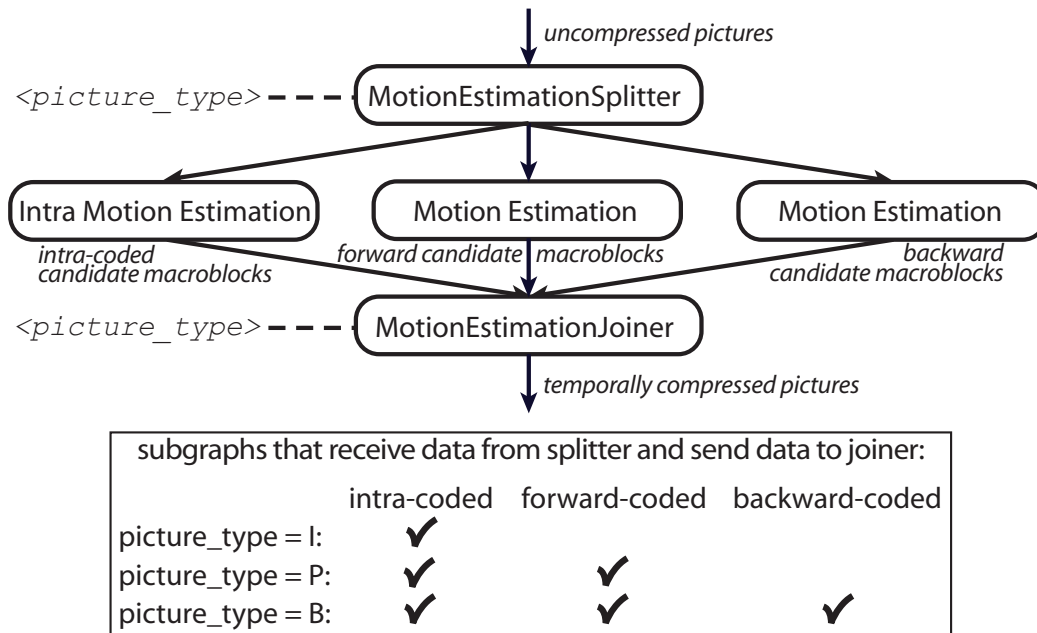 uncompressed pictures
<picture_type>
MotionEstimationSplitter
Intra Motion Estimation
Motion Estimation
Motion Estimation
intra-coded
candidate macroblocks
forward candidate macroblocks
backward
candidate macroblocks
<picture_type>
MotionEstimationJoiner
temporally compressed pictures
subgraphs that receive data from splitter and send data to joiner:
intra-coded forward-coded backward-coded
picture_type = I: ✓
picture_type = P: ✓ ✓
picture_type = B: ✓ ✓ ✓